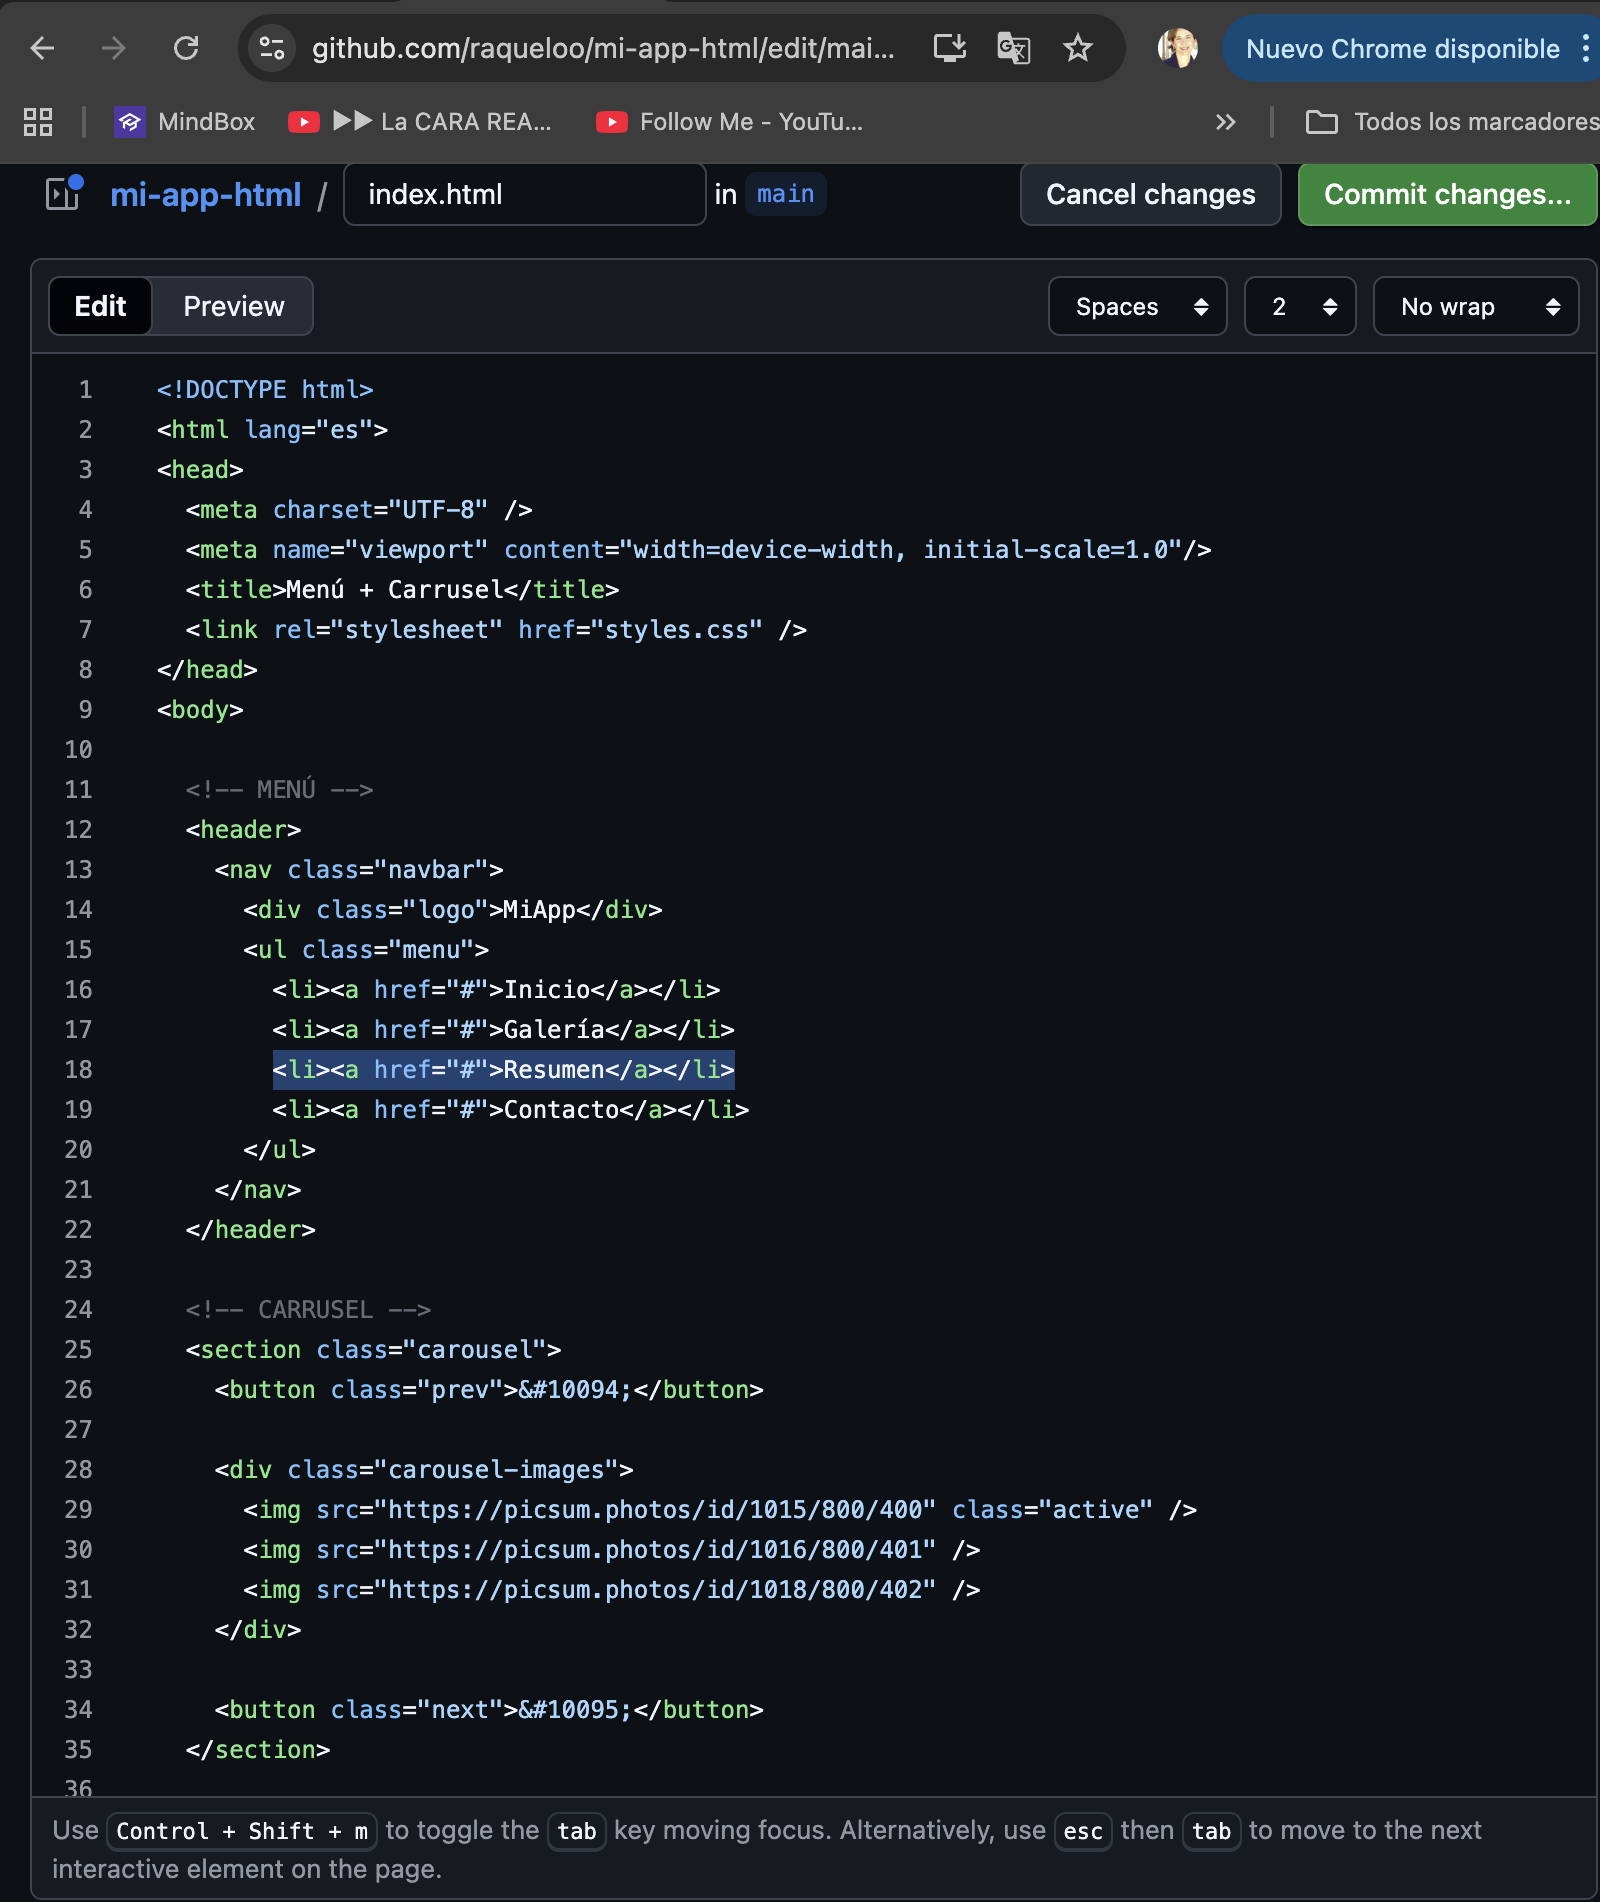 github.com/raqueloo/mi-app-html/edit/mai...
Nuevo Chrome disponible
MindBox
▶▶ La CARA REA...
Follow Me - YouTu...
Todos los marcadores
mi-app-html / index.html in main
Cancel changes
Commit changes...
Edit
Preview
Spaces
2
No wrap
1 <!DOCTYPE html>
2 <html lang="es">
3 <head>
4   <meta charset="UTF-8" />
5   <meta name="viewport" content="width=device-width, initial-scale=1.0"/>
6   <title>Menú + Carrusel</title>
7   <link rel="stylesheet" href="styles.css" />
8 </head>
9 <body>
10
11   <!-- MENÚ -->
12   <header>
13     <nav class="navbar">
14       <div class="logo">MiApp</div>
15       <ul class="menu">
16         <li><a href="#">Inicio</a></li>
17         <li><a href="#">Galería</a></li>
18         <li><a href="#">Resumen</a></li>
19         <li><a href="#">Contacto</a></li>
20       </ul>
21     </nav>
22   </header>
23
24   <!-- CARRUSEL -->
25   <section class="carousel">
26     <button class="prev">&#10094;</button>
27
28     <div class="carousel-images">
29       <img src="https://picsum.photos/id/1015/800/400" class="active" />
30       <img src="https://picsum.photos/id/1016/800/401" />
31       <img src="https://picsum.photos/id/1018/800/402" />
32     </div>
33
34     <button class="next">&#10095;</button>
35   </section>
36
Use Control + Shift + m to toggle the tab key moving focus. Alternatively, use esc then tab to move to the next
interactive element on the page.